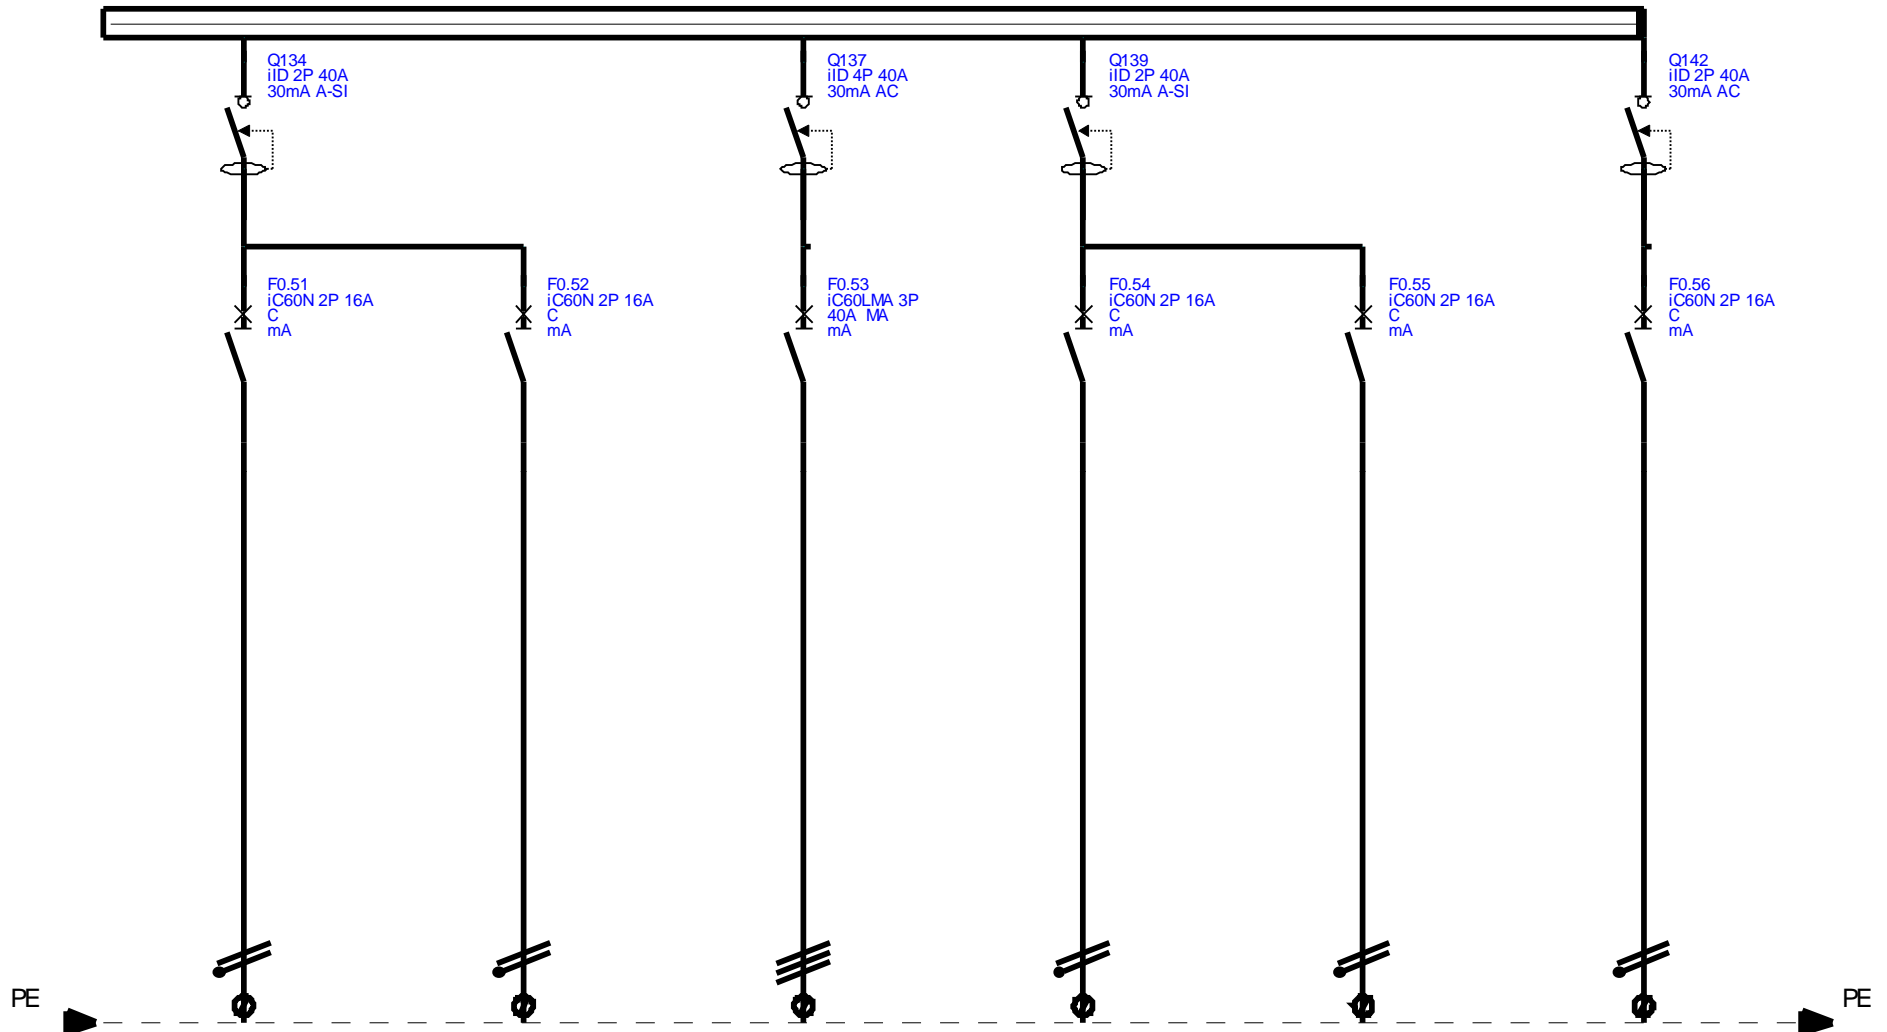 Q134
iID 2P 40A
30mA A-SI
Q137
iID 4P 40A
30mA AC
Q139
iID 2P 40A
30mA A-SI
Q142
iID 2P 40A
30mA AC
F0.51
iC60N 2P 16A
C
mA
F0.52
iC60N 2P 16A
C
mA
F0.53
iC60LMA 3P
40A MA
mA
F0.54
iC60N 2P 16A
C
mA
F0.55
iC60N 2P 16A
C
mA
F0.56
iC60N 2P 16A
C
mA
PE
PE